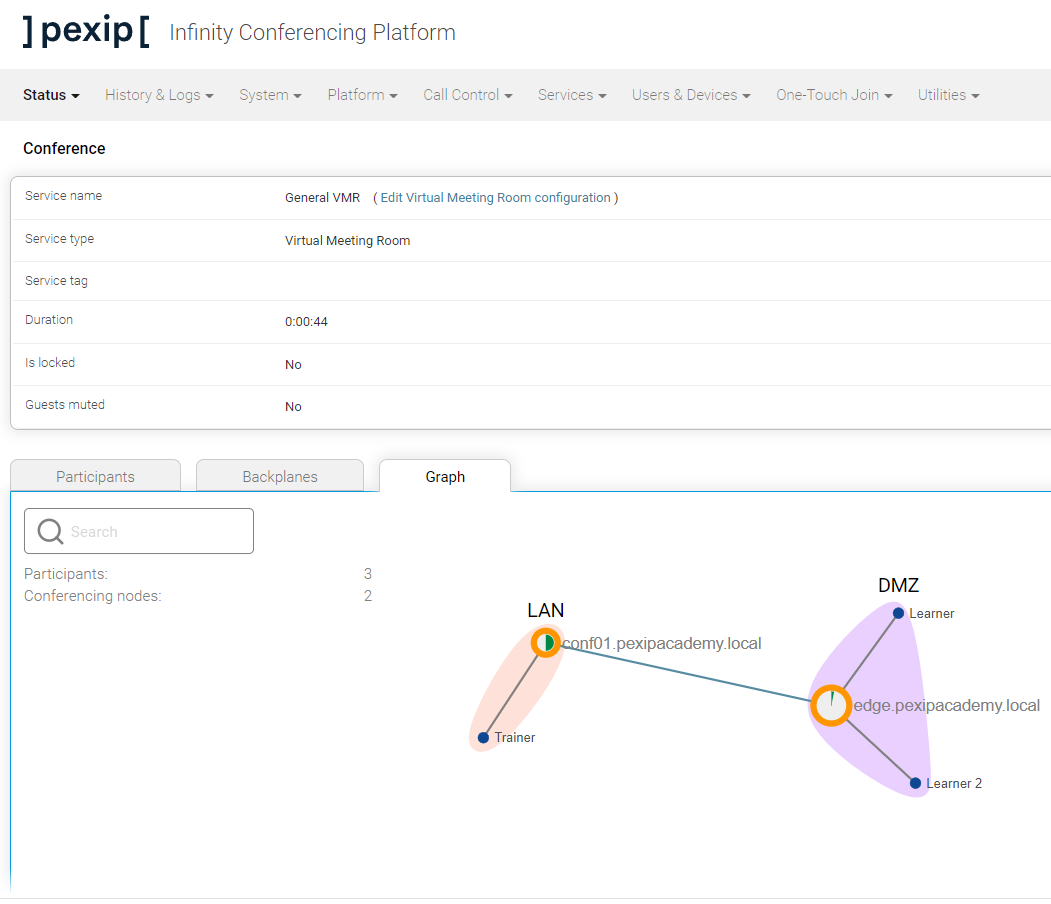 ]pexip[ Infinity Conferencing Platform
Status History & Logs System Platform Call Control Services Users & Devices One-Touch Join Utilities
Conference
Service name General VMR ( Edit Virtual Meeting Room configuration )
Service type Virtual Meeting Room
Service tag
Duration 0:00:44
Is locked No
Guests muted No
Participants Backplanes Graph
Search
Participants: 3
Conferencing nodes: 2
DMZ
LAN
Learner
conf01.pexipacademy.local
edge.pexipacademy.local
Trainer
Learner 2